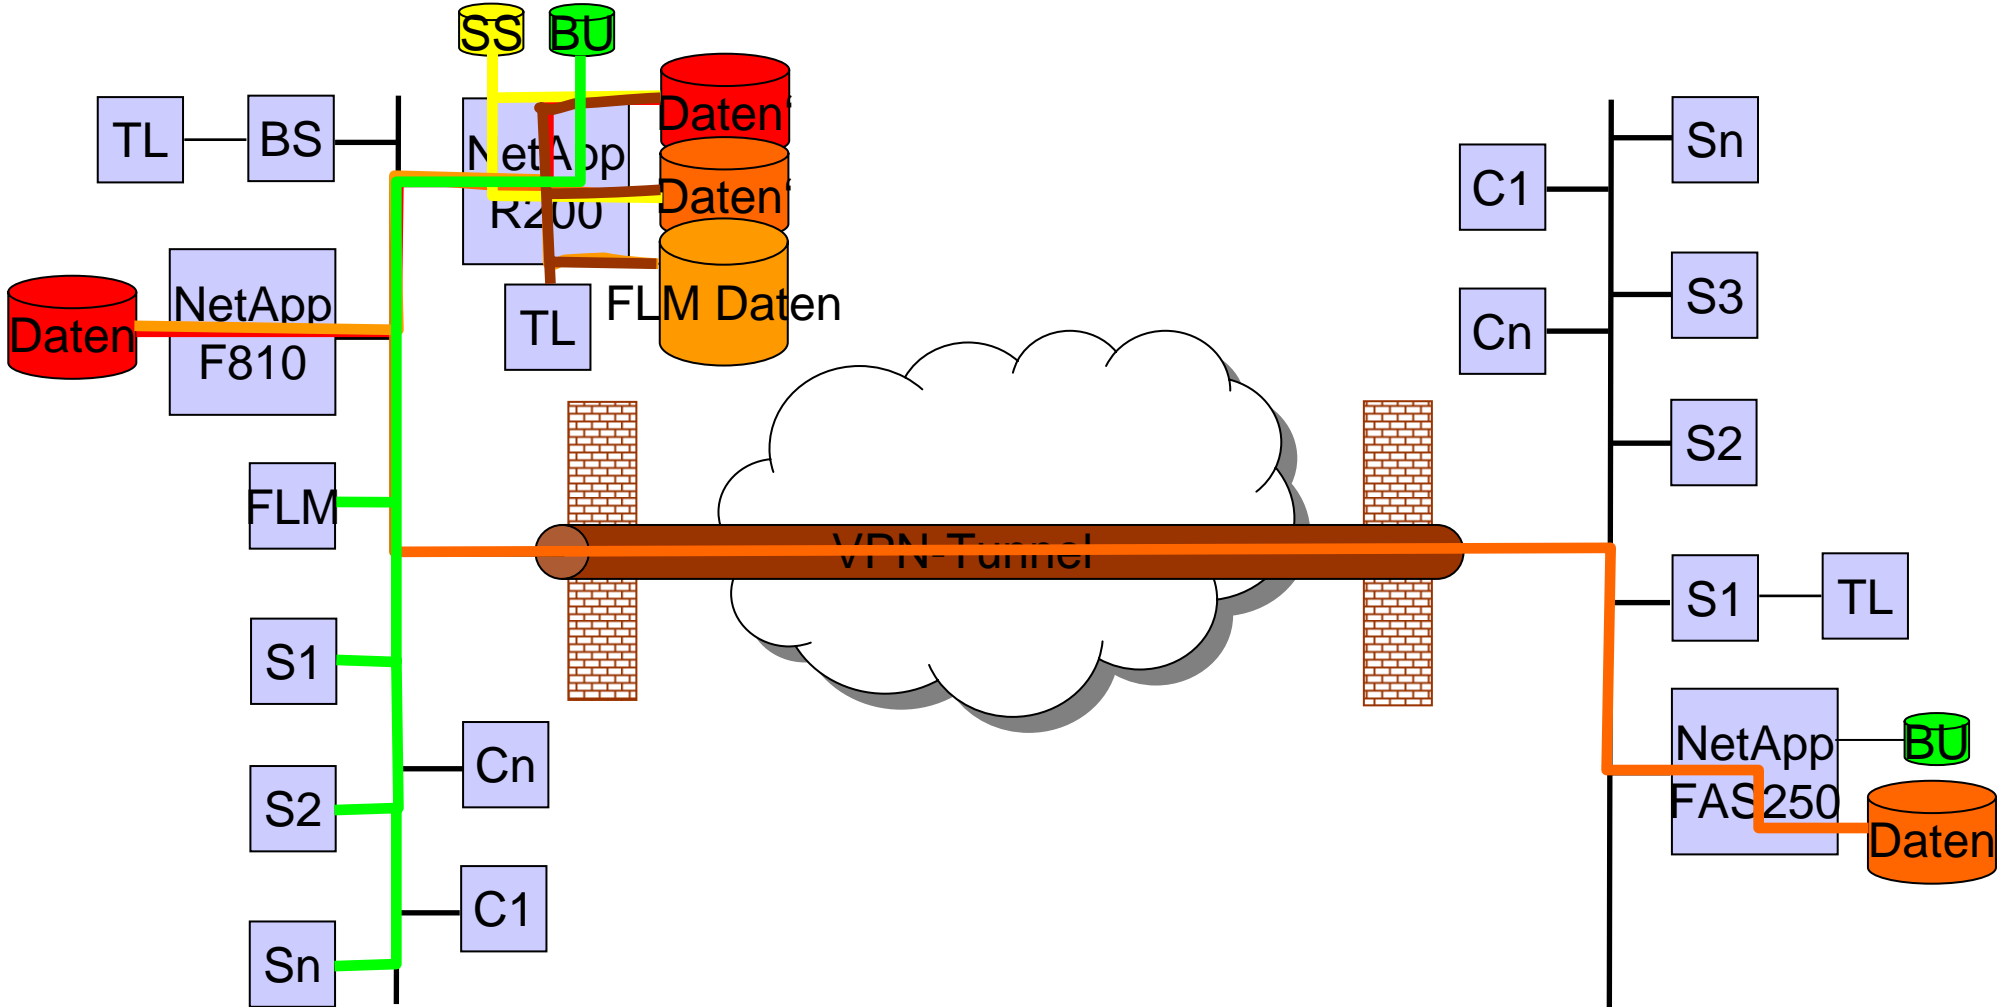 SS
BU
Daten‘
TL
BS
NetApp
R200
Daten‘
Sn
C1
NetApp
F810
Daten
TL
FLM Daten
S3
Cn
S2
FLM
VPN-Tunnel
S1
TL
S1
Cn
NetApp
FAS250
BU
S2
Daten
C1
Sn